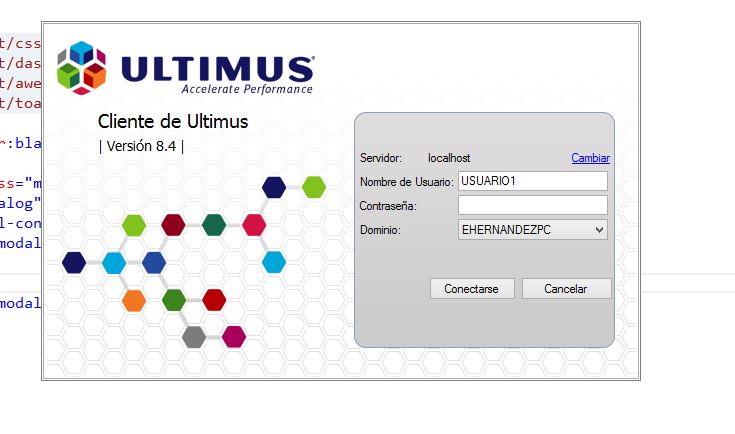 t/css
t/das
t/awe
t/toa
r:bla
ss="m
alog"
l-con
modal
modal
ULTIMUS
Accelerate Performance
Cliente de Ultimus
| Versión 8.4 |
Servidor: localhost Cambiar
Nombre de Usuario: USUARIO1
Contraseña:
Dominio: EHERNANDEZPC
Conectarse Cancelar